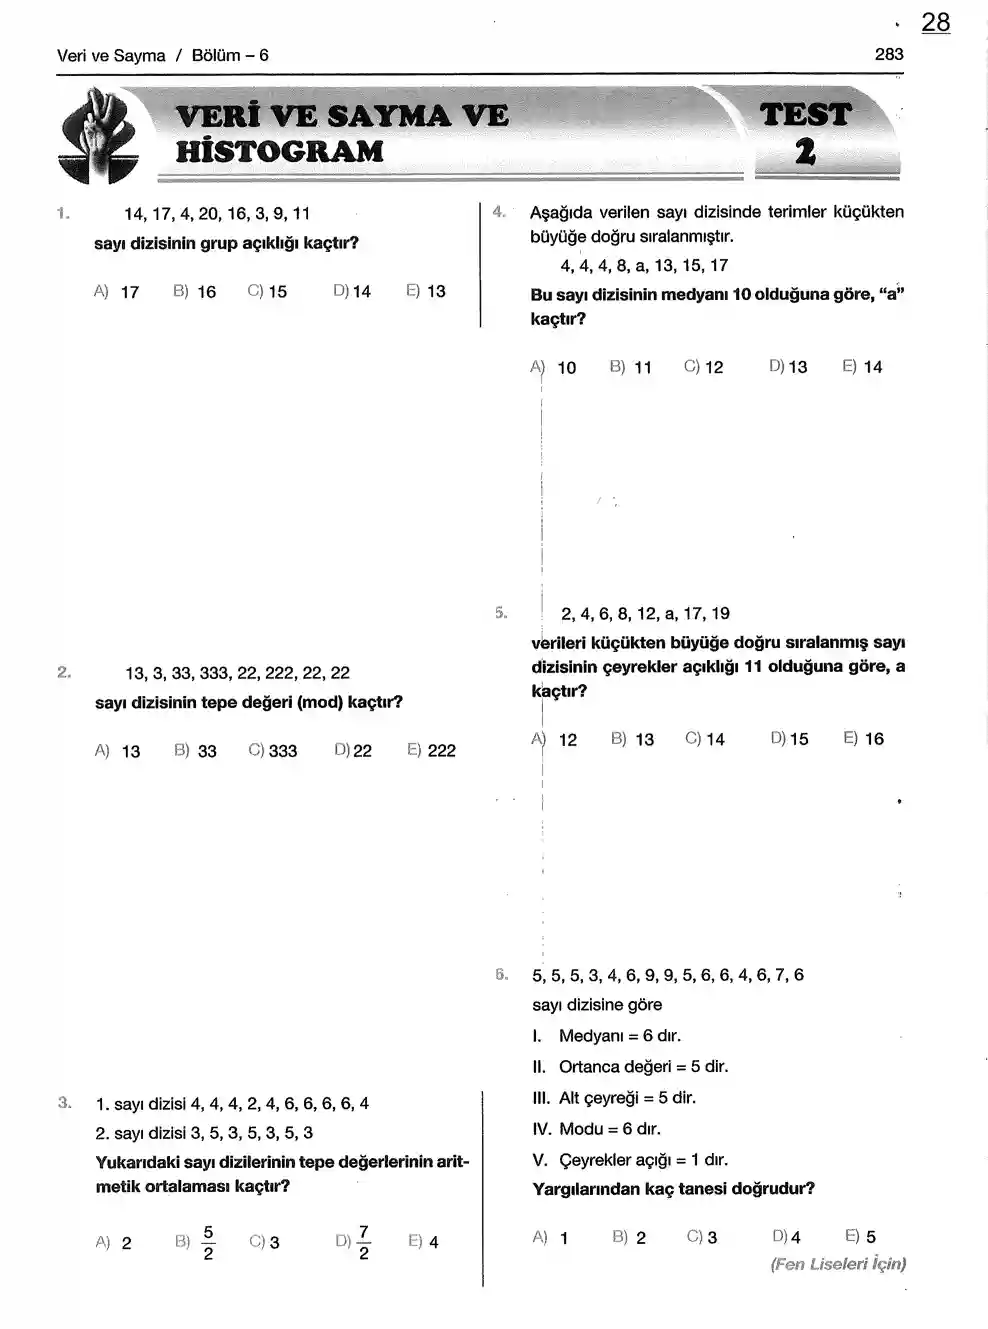 28
Veri ve Sayma / Bölüm – 6
283
VERİ VE SAYMA VE
HİSTOGRAM
TEST
2
1. 14, 17, 4, 20, 16, 3, 9, 11
sayı dizisinin grup açıklığı kaçtır?
A) 17 B) 16 C) 15 D) 14 E) 13
2. 13, 3, 33, 333, 22, 222, 22, 22
sayı dizisinin tepe değeri (mod) kaçtır?
A) 13 B) 33 C) 333 D) 22 E) 222
3. 1. sayı dizisi 4, 4, 4, 2, 4, 6, 6, 6, 6, 4
2. sayı dizisi 3, 5, 3, 5, 3, 5, 3
Yukarıdaki sayı dizilerinin tepe değerlerinin arit-
metik ortalaması kaçtır?
A) 2 B) 5/2 C) 3 D) 7/2 E) 4
4. Aşağıda verilen sayı dizisinde terimler küçükten
büyüğe doğru sıralanmıştır.
4, 4, 4, 8, a, 13, 15, 17
Bu sayı dizisinin medyanı 10 olduğuna göre, “a”
kaçtır?
A) 10 B) 11 C) 12 D) 13 E) 14
5. 2, 4, 6, 8, 12, a, 17, 19
verileri küçükten büyüğe doğru sıralanmış sayı
dizisinin çeyrekler açıklığı 11 olduğuna göre, a
kaçtır?
A) 12 B) 13 C) 14 D) 15 E) 16
6. 5, 5, 5, 3, 4, 6, 9, 9, 5, 6, 6, 4, 6, 7, 6
sayı dizisine göre
I. Medyanı = 6 dır.
II. Ortanca değeri = 5 dir.
III. Alt çeyreği = 5 dir.
IV. Modu = 6 dır.
V. Çeyrekler açığı = 1 dır.
Yargılarından kaç tanesi doğrudur?
A) 1 B) 2 C) 3 D) 4 E) 5
(Fen Liseleri İçin)